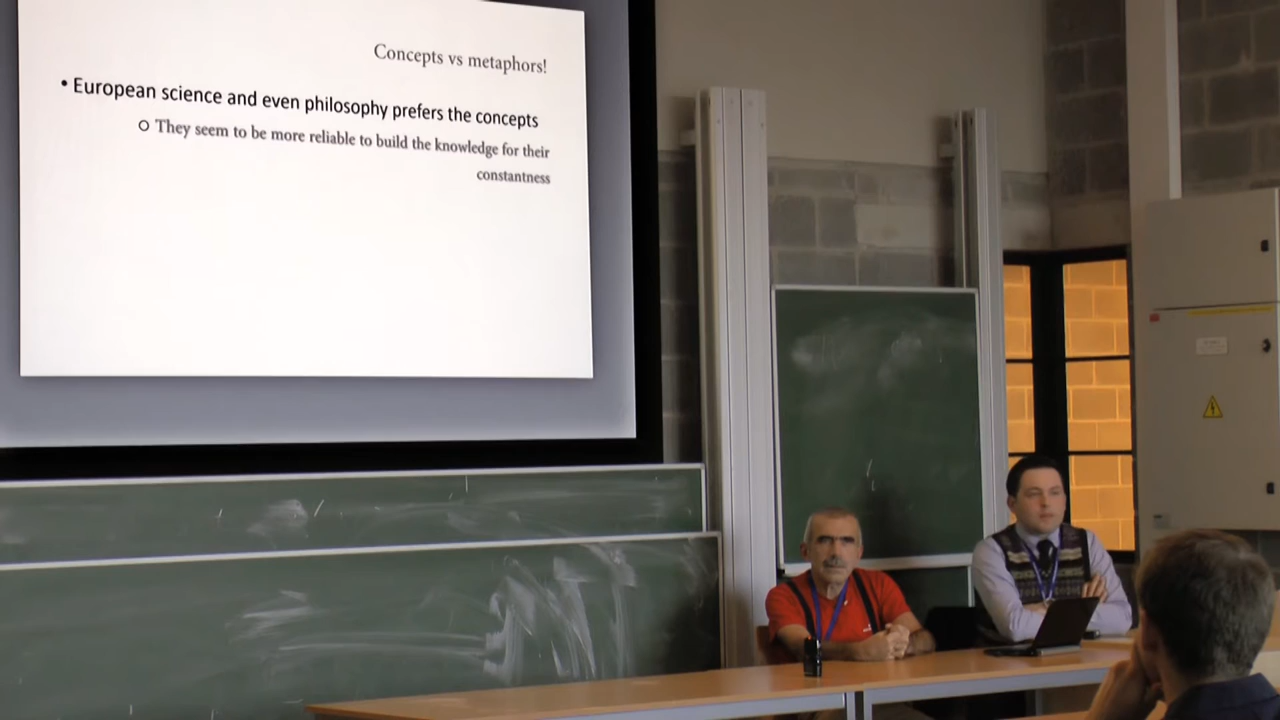 Concepts vs metaphors!
• European science and even philosophy prefers the concepts
○ They seem to be more reliable to build the knowledge for their
constantness